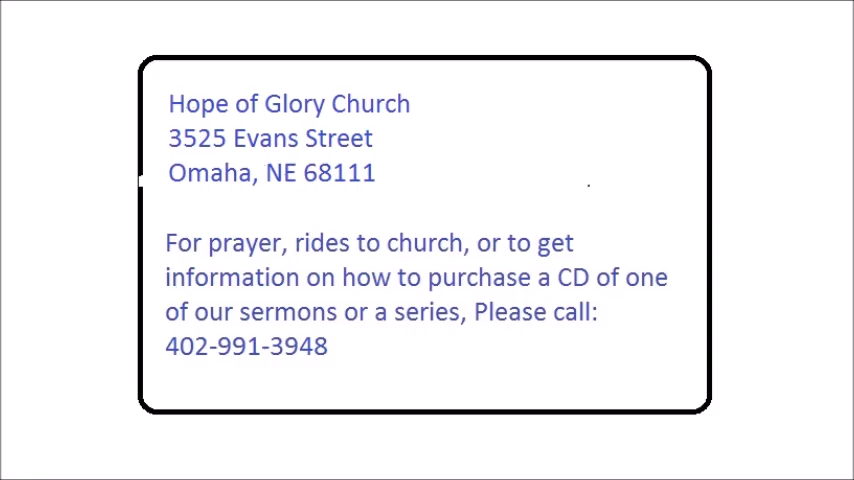 Hope of Glory Church
3525 Evans Street
Omaha, NE 68111
For prayer, rides to church, or to get
information on how to purchase a CD of one
of our sermons or a series, Please call:
402-991-3948